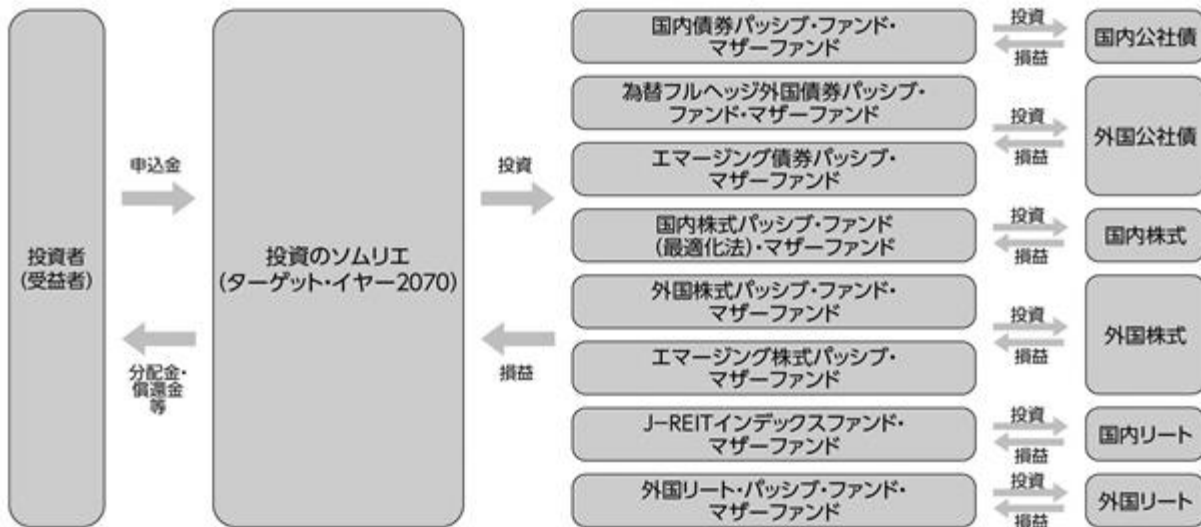 投資者
(受益者)
申込金
分配金・
償還金
等
投資のソムリエ
(ターゲット・イヤー2070)
投資
損益
国内債券パッシブ・ファンド・
マザーファンド
投資
損益
国内公社債
為替フルヘッジ外国債券パッシブ・
ファンド・マザーファンド
エマージング債券パッシブ・
マザーファンド
投資
損益
外国公社債
国内株式パッシブ・ファンド
(最適化法)・マザーファンド
投資
損益
国内株式
外国株式パッシブ・ファンド・
マザーファンド
エマージング株式パッシブ・
マザーファンド
投資
損益
外国株式
J-REITインデックスファンド・
マザーファンド
投資
損益
国内リート
外国リート・パッシブ・ファンド・
マザーファンド
投資
損益
外国リート